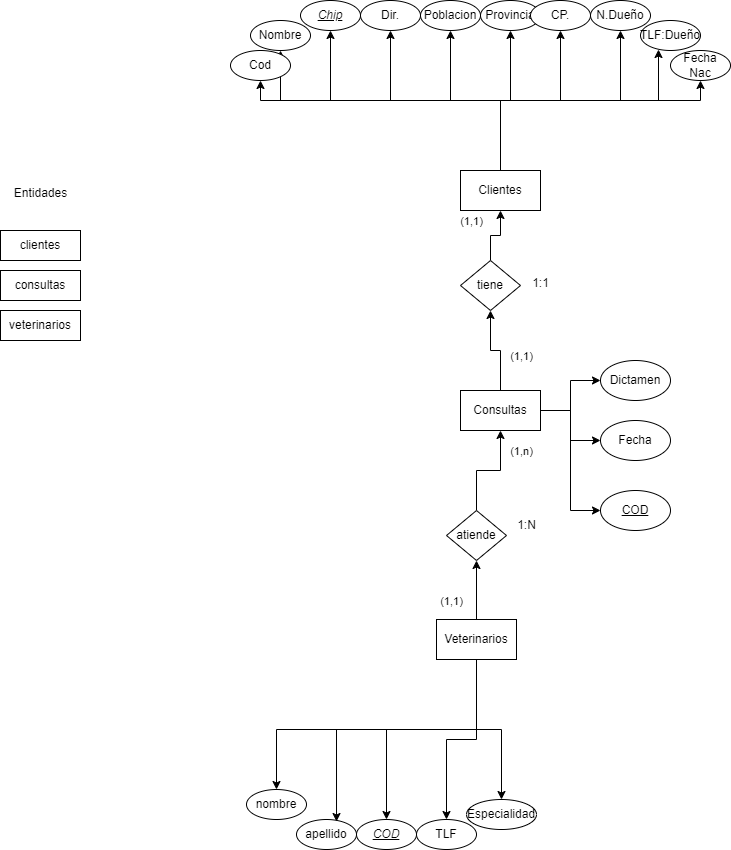 Chip
Dir.
Poblacion
Provincia
CP.
N.Dueño
Nombre
TLF:Dueño
Cod
Fecha
Nac
Clientes
Entidades
(1,1)
clientes
tiene
1:1
consultas
veterinarios
(1,1)
Dictamen
Consultas
Fecha
(1,n)
COD
1:N
atiende
(1,1)
Veterinarios
nombre
Especialidad
apellido
COD
TLF